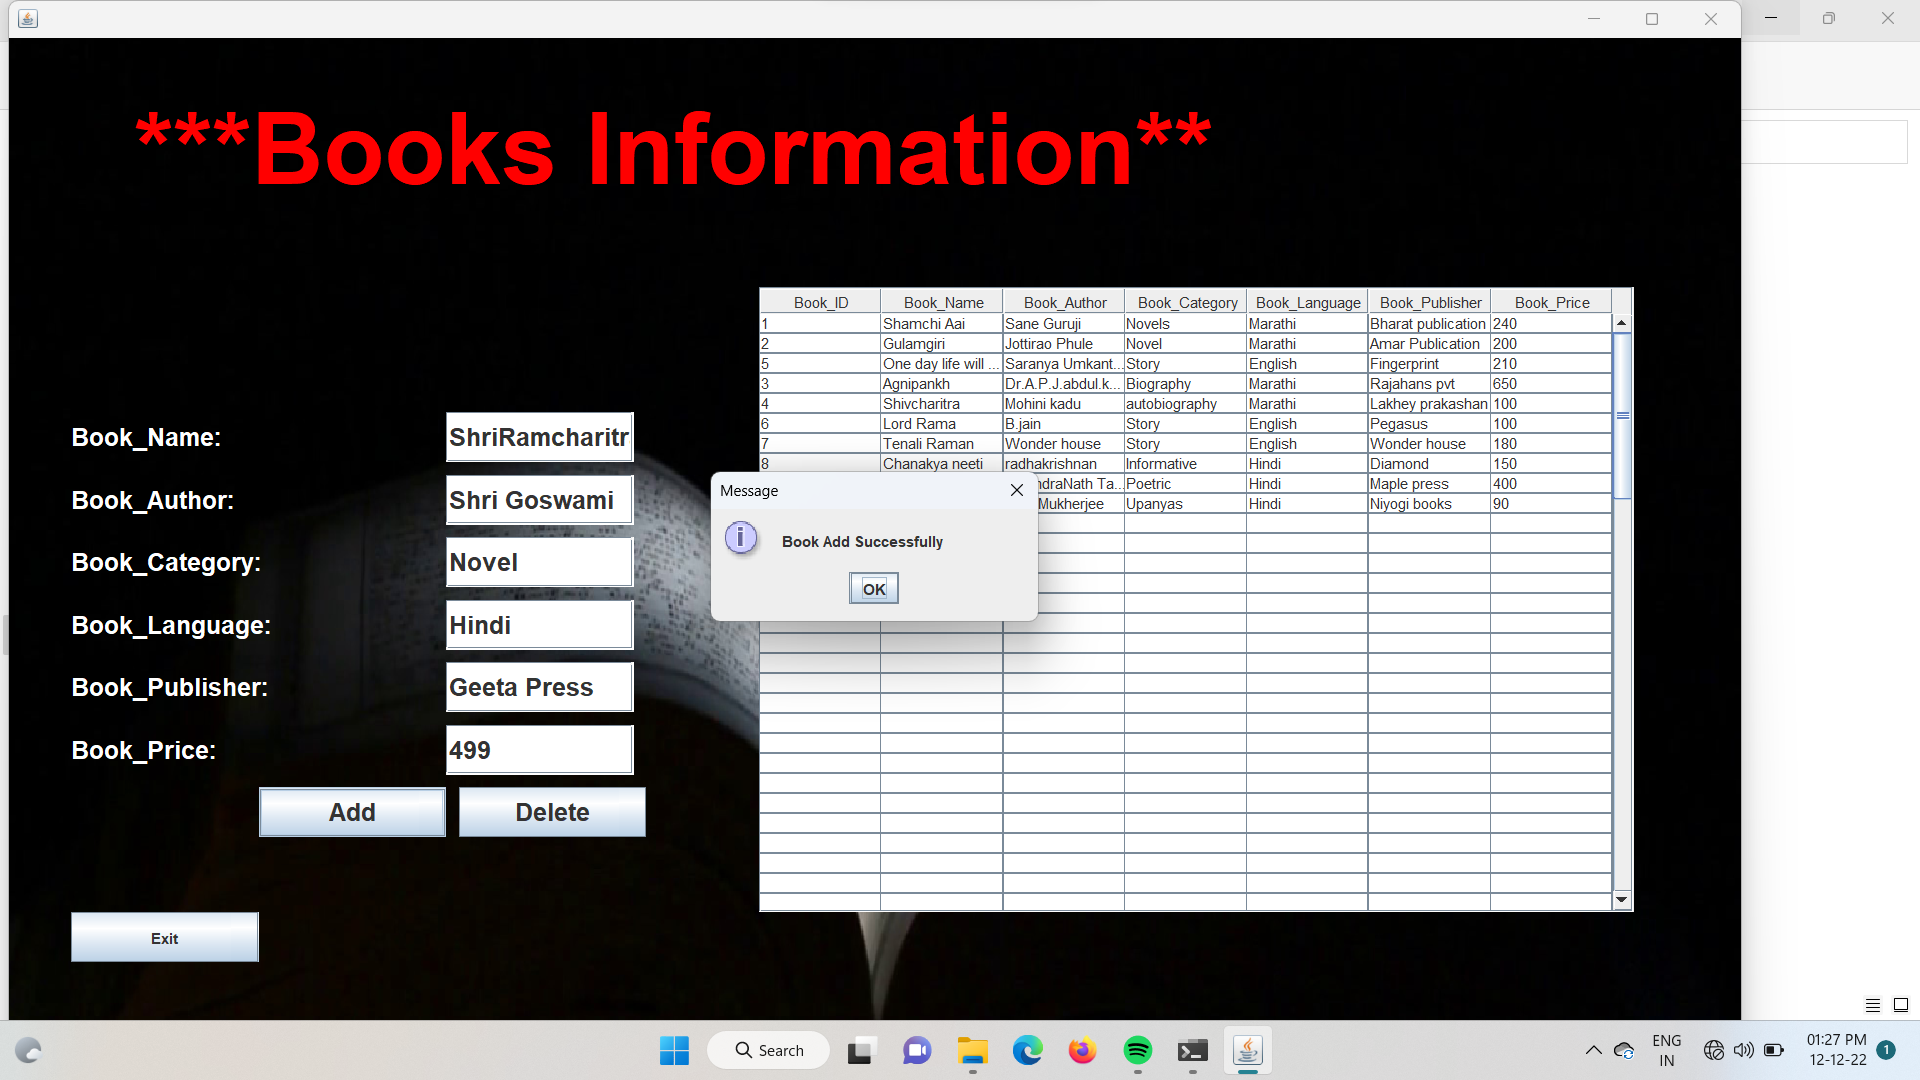 ***Books Information**
Book_ID Book_Name Book_Author Book_Category Book_Language Book_Publisher Book_Price
1 Shamchi Aai Sane Guruji Novels Marathi Bharat publication 240
2 Gulamgiri Jottirao Phule Novel Marathi Amar Publication 200
5 One day life will ... Saranya Umkant... Story English Fingerprint 210
3 Agnipankh Dr.A.P.J.abdul.k... Biography Marathi Rajahans pvt 650
4 Shivcharitra Mohini kadu autobiography Marathi Lakhey prakashan 100
6 Lord Rama B.jain Story English Pegasus 100
7 Tenali Raman Wonder house Story English Wonder house 180
8 Chanakya neeti radhakrishnan Informative Hindi Diamond 150
ndraNath Ta... Poetric Hindi Maple press 400
Mukherjee Upanyas Hindi Niyogi books 90
Book_Name: ShriRamcharitr
Book_Author: Shri Goswami
Book_Category: Novel
Book_Language: Hindi
Book_Publisher: Geeta Press
Book_Price: 499
Add Delete
Exit
Message
Book Add Successfully
OK
Search
ENG
IN
01:27 PM
12-12-22
1